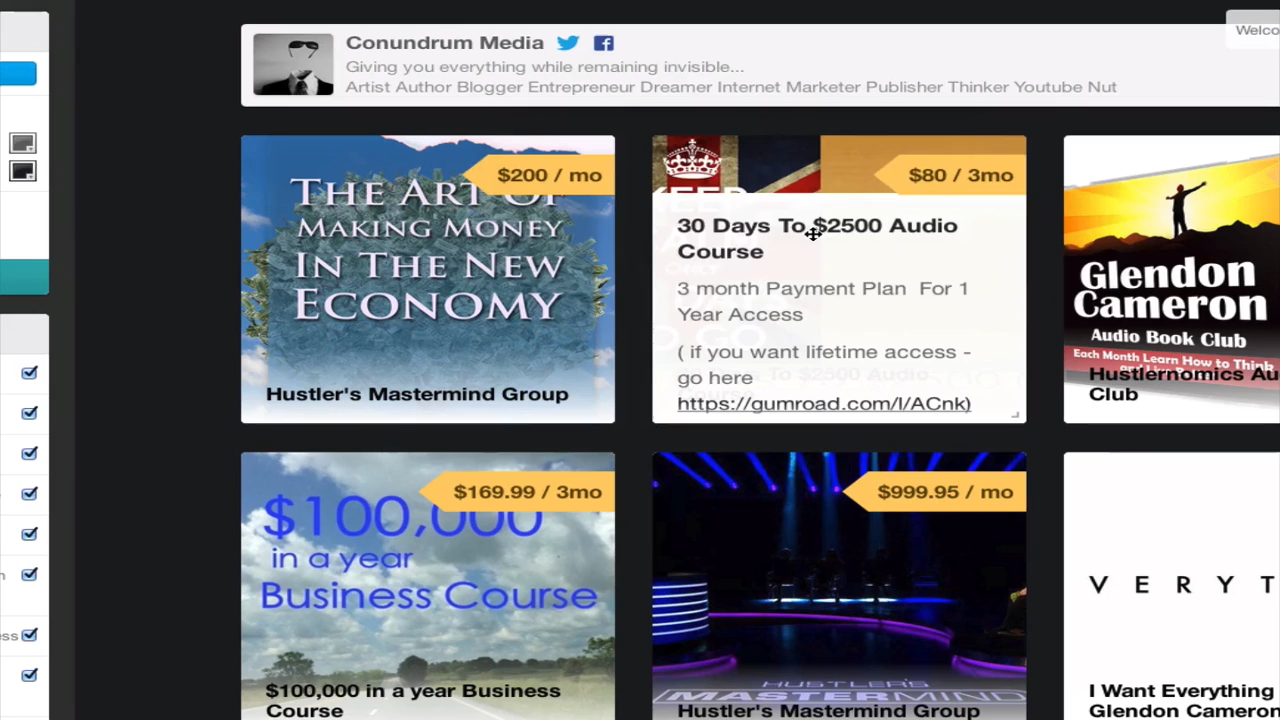 Welco
Conundrum Media
Giving you everything while remaining invisible...
Artist Author Blogger Entrepreneur Dreamer Internet Marketer Publisher Thinker Youtube Nut
$200 / mo
THE ART OF
MAKING MONEY
IN THE NEW
ECONOMY
Hustler's Mastermind Group
$80 / 3mo
KEEP
30 Days To $2500 Audio
Course
3 month Payment Plan For 1
Year Access
( if you want lifetime access -
go here
https://gumroad.com/l/ACnk)
Glendon
Cameron
Audio Book Club
Each Month Learn How to Think
Hustlernomics Au
Club
$169.99 / 3mo
$100,000
in a year
Business Course
$100,000 in a year Business
Course
$999.95 / mo
HUSTLER'S
MASTERMIND
Hustler's Mastermind Group
VERYT
I Want Everything
Glendon Cameron
ess